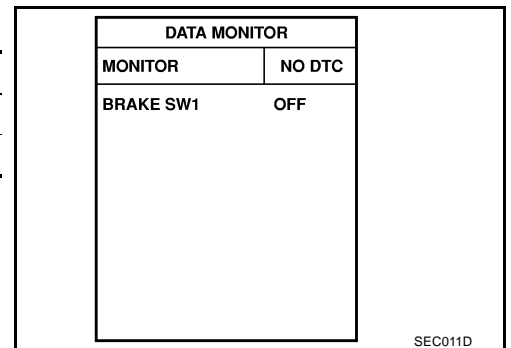 DATA MONITOR
MONITOR NO DTC
BRAKE SW1 OFF
SEC011D